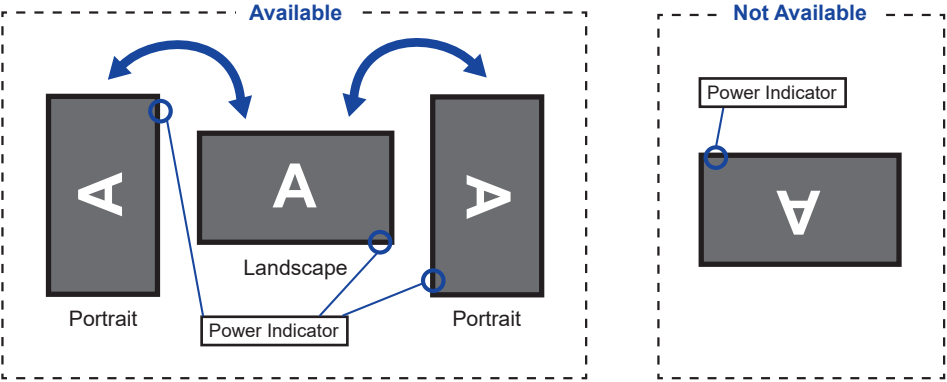 Available
Not Available
Power Indicator
A
A
A
A
Landscape
Portrait
Power Indicator
Portrait